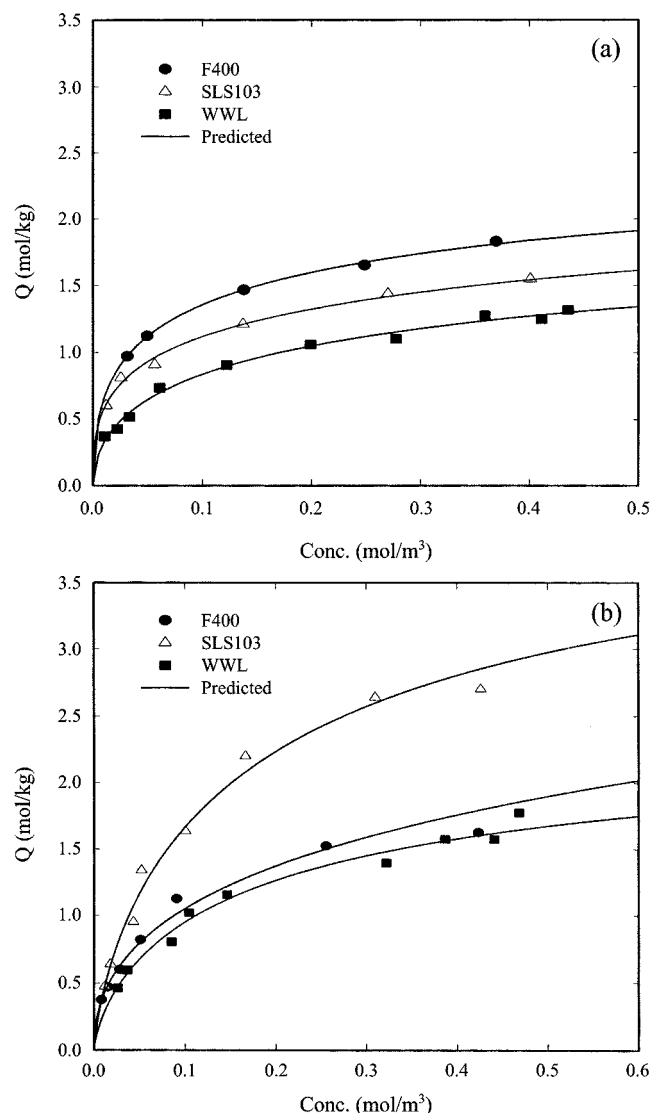 (a)
F400
SLS103
WWL
Predicted
Q (mol/kg)
3.5
3.0
2.5
2.0
1.5
1.0
0.5
0.0
0.0 0.1 0.2 0.3 0.4 0.5
Conc. (mol/m³)
(b)
F400
SLS103
WWL
Predicted
Q (mol/kg)
3.5
3.0
2.5
2.0
1.5
1.0
0.5
0.0
0.0 0.1 0.2 0.3 0.4 0.5 0.6
Conc. (mol/m³)